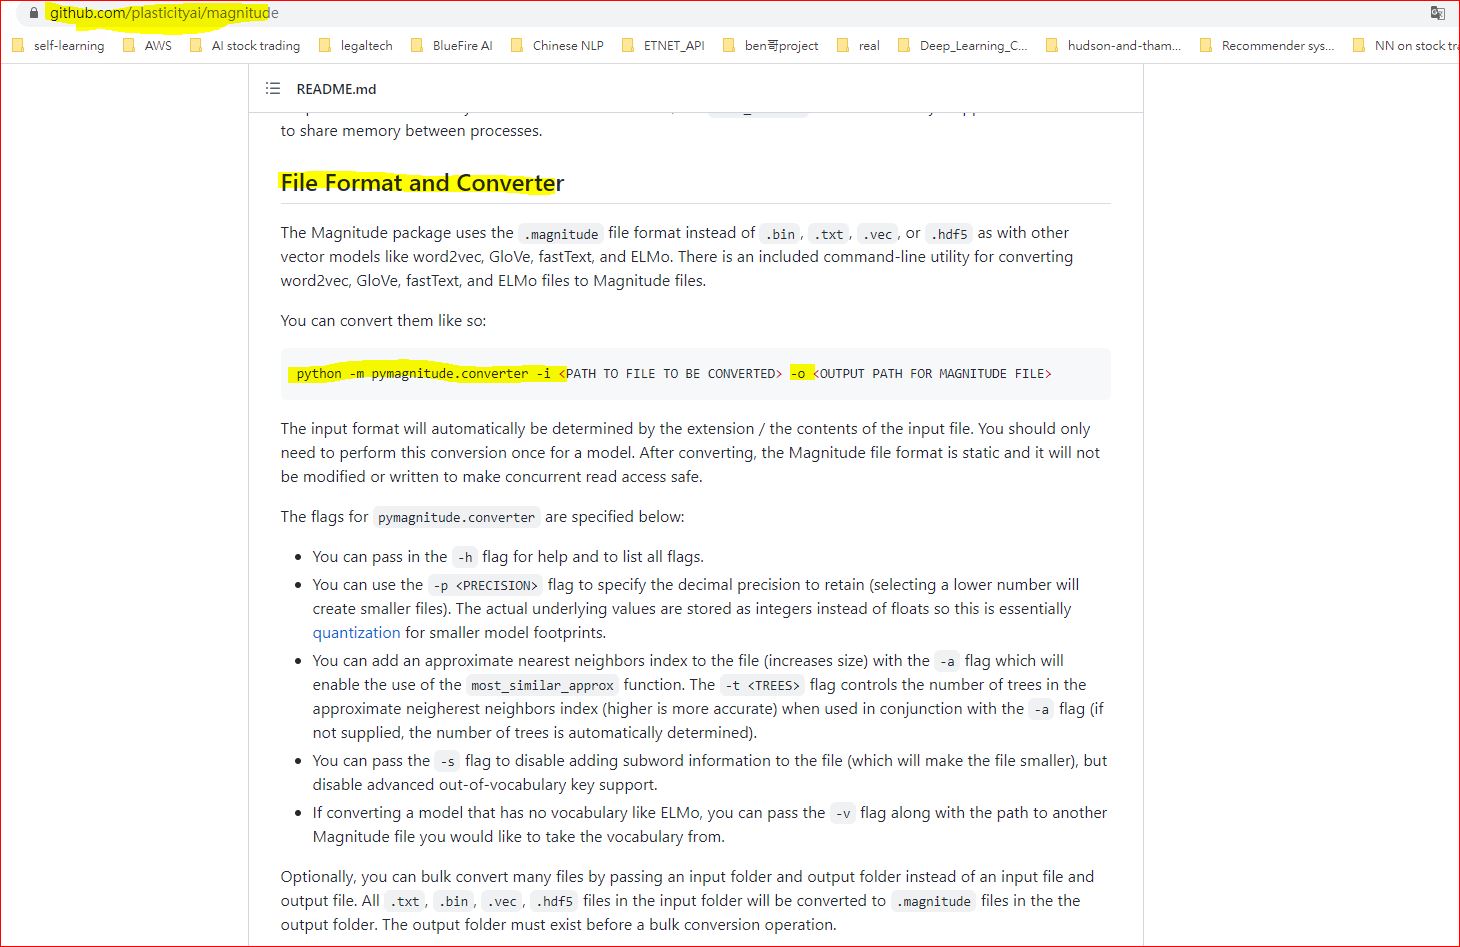 github.com/plasticityai/magnitude
self-learning AWS AI stock trading legaltech BlueFire AI Chinese NLP ETNET_API ben哥project real Deep_Learning_C... hudson-and-tham... Recommender sys... NN on stock tra
README.md
to share memory between processes.
File Format and Converter
The Magnitude package uses the .magnitude file format instead of .bin, .txt, .vec, or .hdf5 as with other
vector models like word2vec, GloVe, fastText, and ELMo. There is an included command-line utility for converting
word2vec, GloVe, fastText, and ELMo files to Magnitude files.
You can convert them like so:
python -m pymagnitude.converter -i <PATH TO FILE TO BE CONVERTED> -o <OUTPUT PATH FOR MAGNITUDE FILE>
The input format will automatically be determined by the extension / the contents of the input file. You should only
need to perform this conversion once for a model. After converting, the Magnitude file format is static and it will not
be modified or written to make concurrent read access safe.
The flags for pymagnitude.converter are specified below:
• You can pass in the -h flag for help and to list all flags.
• You can use the -p <PRECISION> flag to specify the decimal precision to retain (selecting a lower number will
create smaller files). The actual underlying values are stored as integers instead of floats so this is essentially
quantization for smaller model footprints.
• You can add an approximate nearest neighbors index to the file (increases size) with the -a flag which will
enable the use of the most_similar_approx function. The -t <TREES> flag controls the number of trees in the
approximate neigherest neighbors index (higher is more accurate) when used in conjunction with the -a flag (if
not supplied, the number of trees is automatically determined).
• You can pass the -s flag to disable adding subword information to the file (which will make the file smaller), but
disable advanced out-of-vocabulary key support.
• If converting a model that has no vocabulary like ELMo, you can pass the -v flag along with the path to another
Magnitude file you would like to take the vocabulary from.
Optionally, you can bulk convert many files by passing an input folder and output folder instead of an input file and
output file. All .txt, .bin, .vec, .hdf5 files in the input folder will be converted to .magnitude files in the the
output folder. The output folder must exist before a bulk conversion operation.